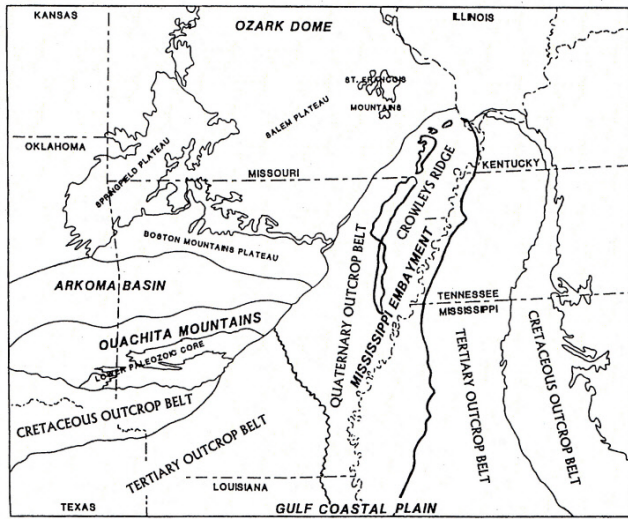 KANSAS
OZARK DOME
ILLINOIS
ST. FRANCOIS
MOUNTAINS
SALEM PLATEAU
OKLAHOMA
SPRINGFIELD PLATEAU
MISSOURI
KENTUCKY
CROWLEYS RIDGE
BOSTON MOUNTAINS PLATEAU
ARKOMA BASIN
QUATERNARY OUTCROP BELT
MISSISSIPPI EMBAYMENT
TENNESSEE
MISSISSIPPI
OUACHITA MOUNTAINS
LOWER PALEOZOIC CORE
TERTIARY OUTCROP BELT
CRETACEOUS OUTCROP BELT
CRETACEOUS OUTCROP BELT
TERTIARY OUTCROP BELT
LOUISIANA
TEXAS
GULF COASTAL PLAIN